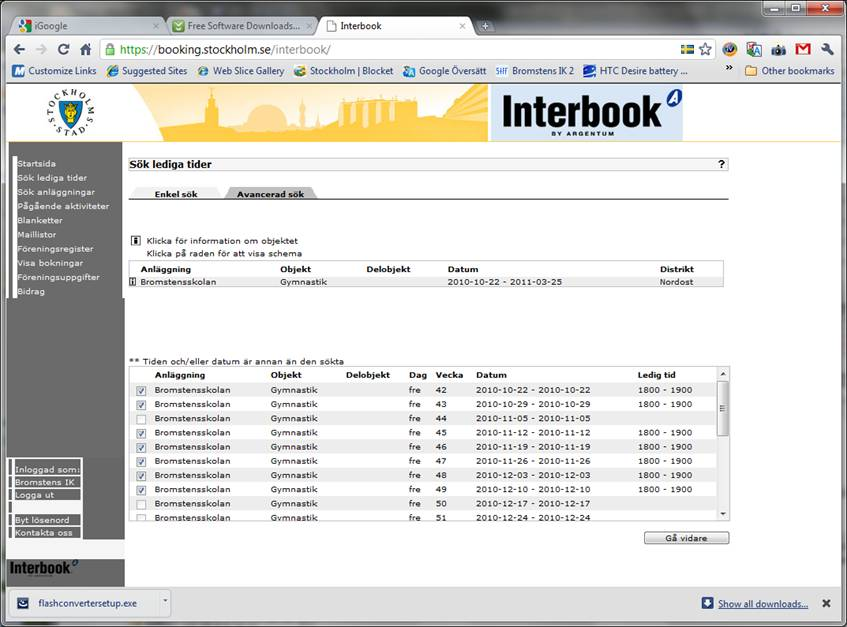 iGoogle
Free Software Downloads...
Interbook
https://booking.stockholm.se/interbook/
Customize Links
Suggested Sites
Web Slice Gallery
Stockholm | Blocket
Google Översätt
SHF Bromstens IK 2
HTC Desire battery ...
»
Other bookmarks
STOCKHOLMS STAD
Interbook
BY ARGENTUM
Startsida
Sök lediga tider
Sök anläggningar
Pågående aktiviteter
Blanketter
Maillistor
Föreningsregister
Visa bokningar
Föreningsuppgifter
Bidrag
Sök lediga tider ?
Enkel sök Avancerad sök
Klicka för information om objektet
Klicka på raden för att visa schema
Anläggning Objekt Delobjekt Datum Distrikt
Bromstensskolan Gymnastik 2010-10-22 - 2011-03-25 Nordost
** Tiden och/eller datum är annan än den sökta
Anläggning Objekt Delobjekt Dag Vecka Datum Ledig tid
Bromstensskolan Gymnastik fre 42 2010-10-22 - 2010-10-22 1800 - 1900
Bromstensskolan Gymnastik fre 43 2010-10-29 - 2010-10-29 1800 - 1900
Bromstensskolan Gymnastik fre 44 2010-11-05 - 2010-11-05
Bromstensskolan Gymnastik fre 45 2010-11-12 - 2010-11-12 1800 - 1900
Bromstensskolan Gymnastik fre 46 2010-11-19 - 2010-11-19 1800 - 1900
Bromstensskolan Gymnastik fre 47 2010-11-26 - 2010-11-26 1800 - 1900
Bromstensskolan Gymnastik fre 48 2010-12-03 - 2010-12-03 1800 - 1900
Bromstensskolan Gymnastik fre 49 2010-12-10 - 2010-12-10 1800 - 1900
Bromstensskolan Gymnastik fre 50 2010-12-17 - 2010-12-17
Bromstensskolan Gymnastik fre 51 2010-12-24 - 2010-12-24
Gå vidare
Inloggad som:
Bromstens IK
Logga ut
Byt lösenord
Kontakta oss
Interbook
flashconvertersetup.exe
Show all downloads...